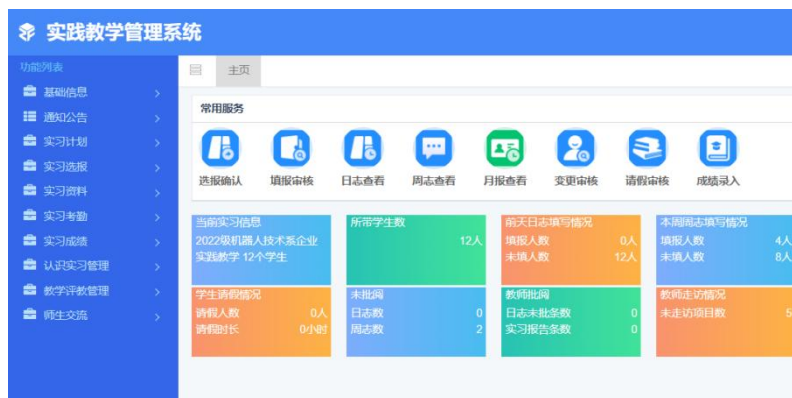 实践教学管理系统
功能列表
基础信息
通知公告
实习计划
实习选报
实习资料
实习考勤
实习成绩
认识实习管理
教学评教管理
师生交流
主页
常用服务
选报确认 填报审核 日志查看 周志查看 月报查看 变更审核 请假审核 成绩录入
当前实习信息
2022级机器人技术系企业
实践教学 12个学生
所带学生数
12人
前天日志填写情况
填报人数 0人
未填人数 12人
本周周志填写情况
填报人数 4人
未填人数 8人
学生请假情况
请假人数 0人
请假时长 0小时
未批阅
日志数 0
周志数 2
教师批阅
日志未批条数 0
实习报告条数 0
教师走访情况
未走访项目数 5